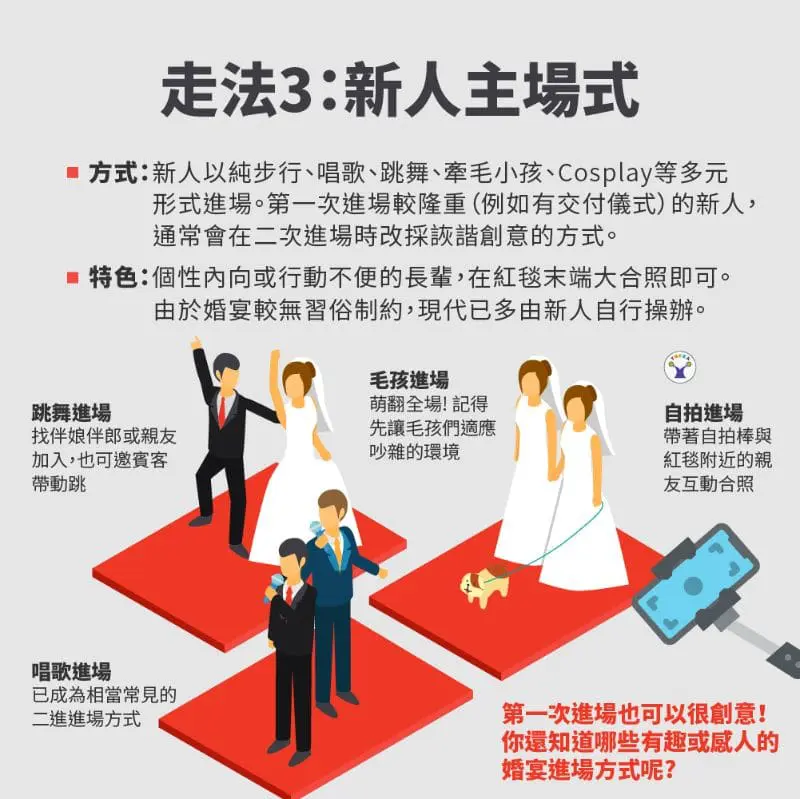 走法3：新人主場式
方式：新人以純步行、唱歌、跳舞、牽毛小孩、Cosplay等多元
形式進場。第一次進場較隆重（例如有交付儀式）的新人，
通常會在二次進場時改採詼諧創意的方式。
特色：個性內向或行動不便的長輩，在紅毯末端大合照即可。
由於婚宴較無習俗制約，現代已多由新人自行操辦。
跳舞進場
找伴娘伴郎或親友
加入，也可邀賓客
帶動跳
毛孩進場
萌翻全場！記得
先讓毛孩們適應
吵雜的環境
自拍進場
帶著自拍棒與
紅毯附近的親
友互動合照
唱歌進場
已成為相當常見的
二進進場方式
第一次進場也可以很創意！
你還知道哪些有趣或感人的
婚宴進場方式呢？